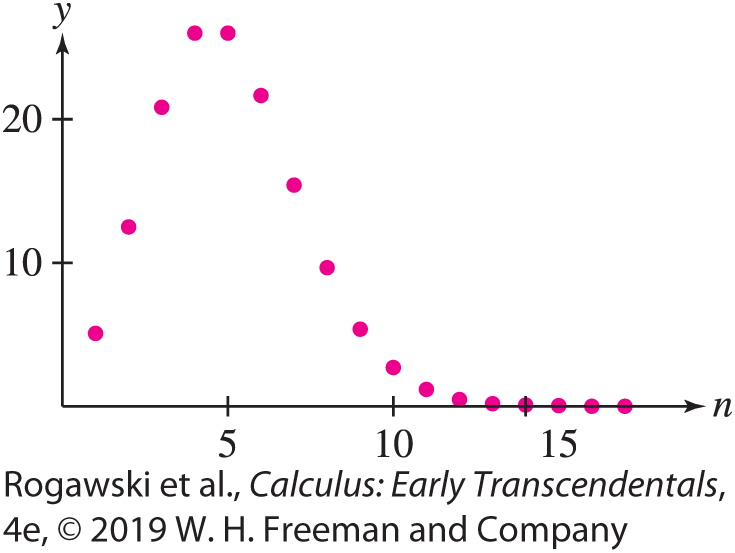 y
20
10
5 10 15 n
Rogawski et al., Calculus: Early Transcendentals,
4e, © 2019 W. H. Freeman and Company